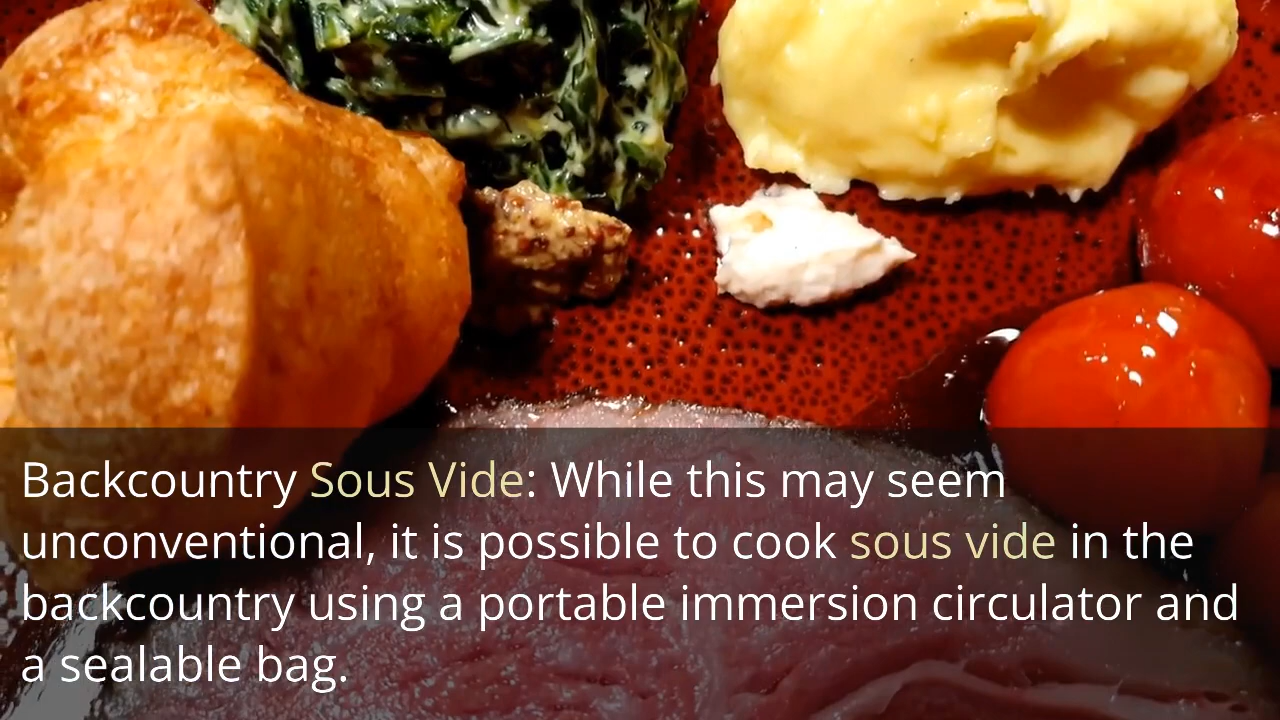 Backcountry Sous Vide: While this may seem
unconventional, it is possible to cook sous vide in the
backcountry using a portable immersion circulator and
a sealable bag.